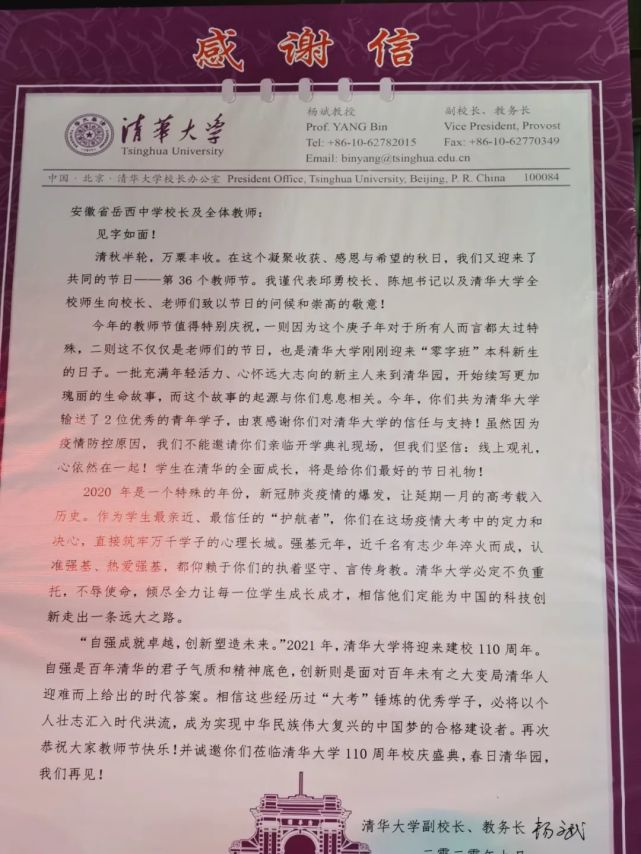 感谢信
清华大学
Tsinghua University
杨斌教授
Prof. YANG Bin
Tel: +86-10-62782015
Email: binyang@tsinghua.edu.cn
副校长、教务长
Vice President, Provost
Fax: +86-10-62770349
中国·北京·清华大学校长办公室 President Office, Tsinghua University, Beijing, P. R. China 100084
安徽省岳西中学校长及全体教师：
见字如面！
清秋半轮，万粟丰收。在这个凝聚收获、感恩与希望的秋日，我们又迎来了
共同的节日——第 36 个教师节。我谨代表邱勇校长、陈旭书记以及清华大学全
校师生向校长、老师们致以节日的问候和崇高的敬意！
今年的教师节值得特别庆祝，一则因为这个庚子年对于所有人而言都太过特
殊，二则这不仅仅是老师们的节日，也是清华大学刚刚迎来“零字班”本科新生
的日子。一批充满年轻活力、心怀远大志向的新主人来到清华园，开始续写更加
瑰丽的生命故事，而这个故事的起源与你们息息相关。今年，你们共为清华大学
输送了 2 位优秀的青年学子，由衷感谢你们对清华大学的信任与支持！虽然因为
疫情防控原因，我们不能邀请你们亲临开学典礼现场，但我们坚信：线上观礼，
心依然在一起！学生在清华的全面成长，将是给你们最好的节日礼物！
2020 年是一个特殊的年份，新冠肺炎疫情的爆发，让延期一月的高考载入
历史。作为学生最亲近、最信任的“护航者”，你们在这场疫情大考中的定力和
决心，直接筑牢万千学子的心理长城。强基元年，近千名有志少年淬火而成，认
准强基、热爱强基，都仰赖于你们的执着坚守、言传身教。清华大学必定不负重
托，不辱使命，倾尽全力让每一位学生成长成才，相信他们定能为中国的科技创
新走出一条远大之路。
“自强成就卓越，创新塑造未来。”2021 年，清华大学将迎来建校 110 周年。
自强是百年清华的君子气质和精神底色，创新则是面对百年未有之大变局清华人
迎难而上给出的时代答案。相信这些经历过“大考”锤炼的优秀学子，必将以个
人壮志汇入时代洪流，成为实现中华民族伟大复兴的中国梦的合格建设者。再次
恭祝大家教师节快乐！并诚邀你们莅临清华大学 110 周年校庆盛典，春日清华园，
我们再见！
清华大学副校长、教务长 杨斌